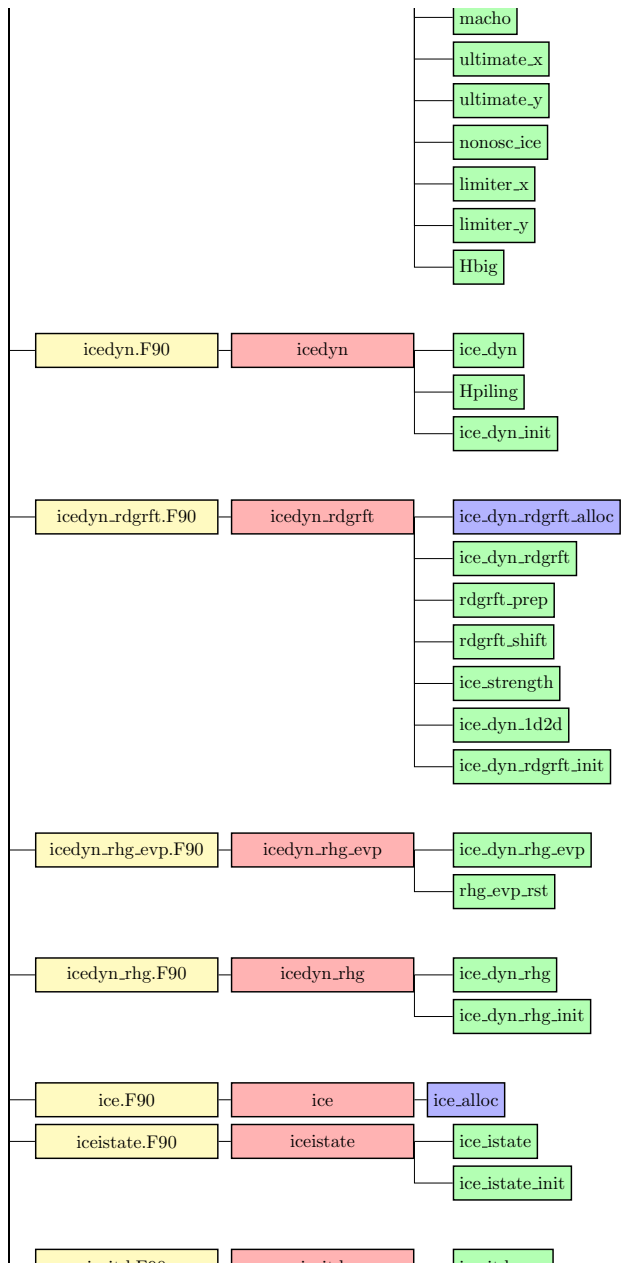 macho
ultimate_x
ultimate_y
nonosc_ice
limiter_x
limiter_y
Hbig
icedyn.F90 icedyn ice_dyn
Hpiling
ice_dyn_init
icedyn_rdgrft.F90 icedyn_rdgrft ice_dyn_rdgrft_alloc
ice_dyn_rdgrft
rdgrft_prep
rdgrft_shift
ice_strength
ice_dyn_1d2d
ice_dyn_rdgrft_init
icedyn_rhg_evp.F90 icedyn_rhg_evp ice_dyn_rhg_evp
rhg_evp_rst
icedyn_rhg.F90 icedyn_rhg ice_dyn_rhg
ice_dyn_rhg_init
ice.F90 ice ice_alloc
iceistate.F90 iceistate ice_istate
ice_istate_init